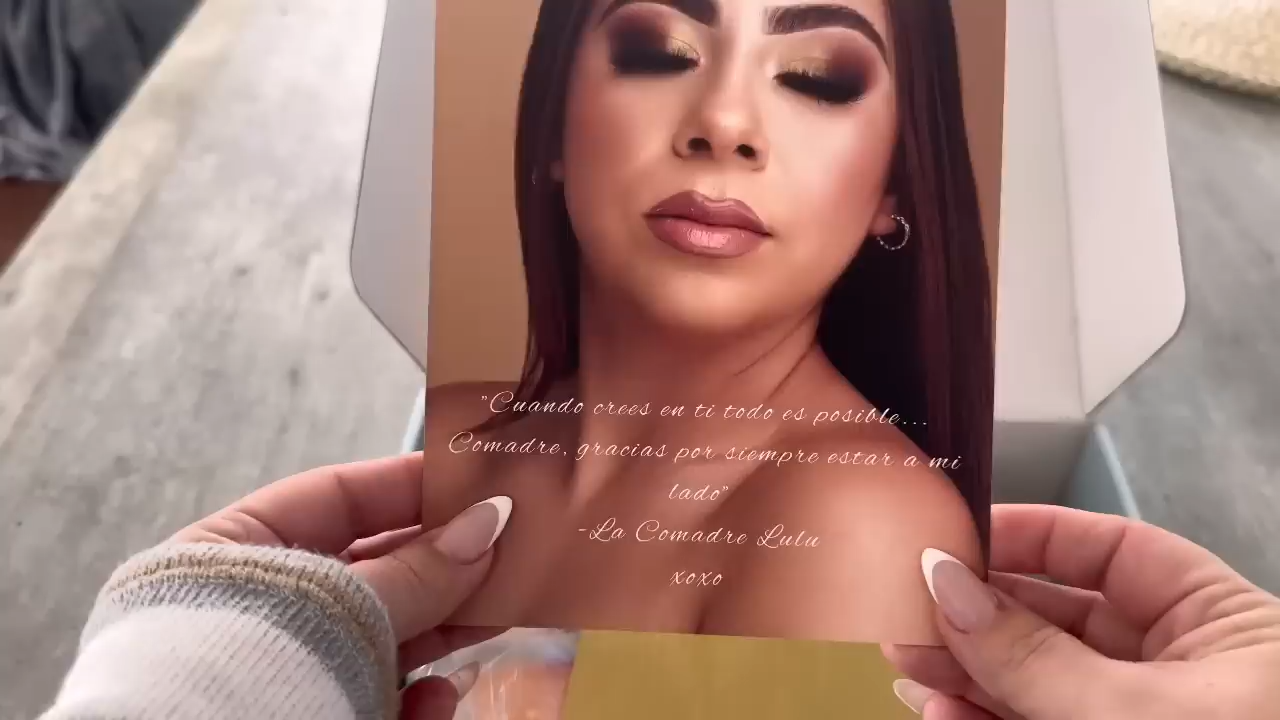 "Cuando crees en ti todo es posible...
Comadre, gracias por siempre estar a mi
lado"
-La Comadre Lulu
xoxo